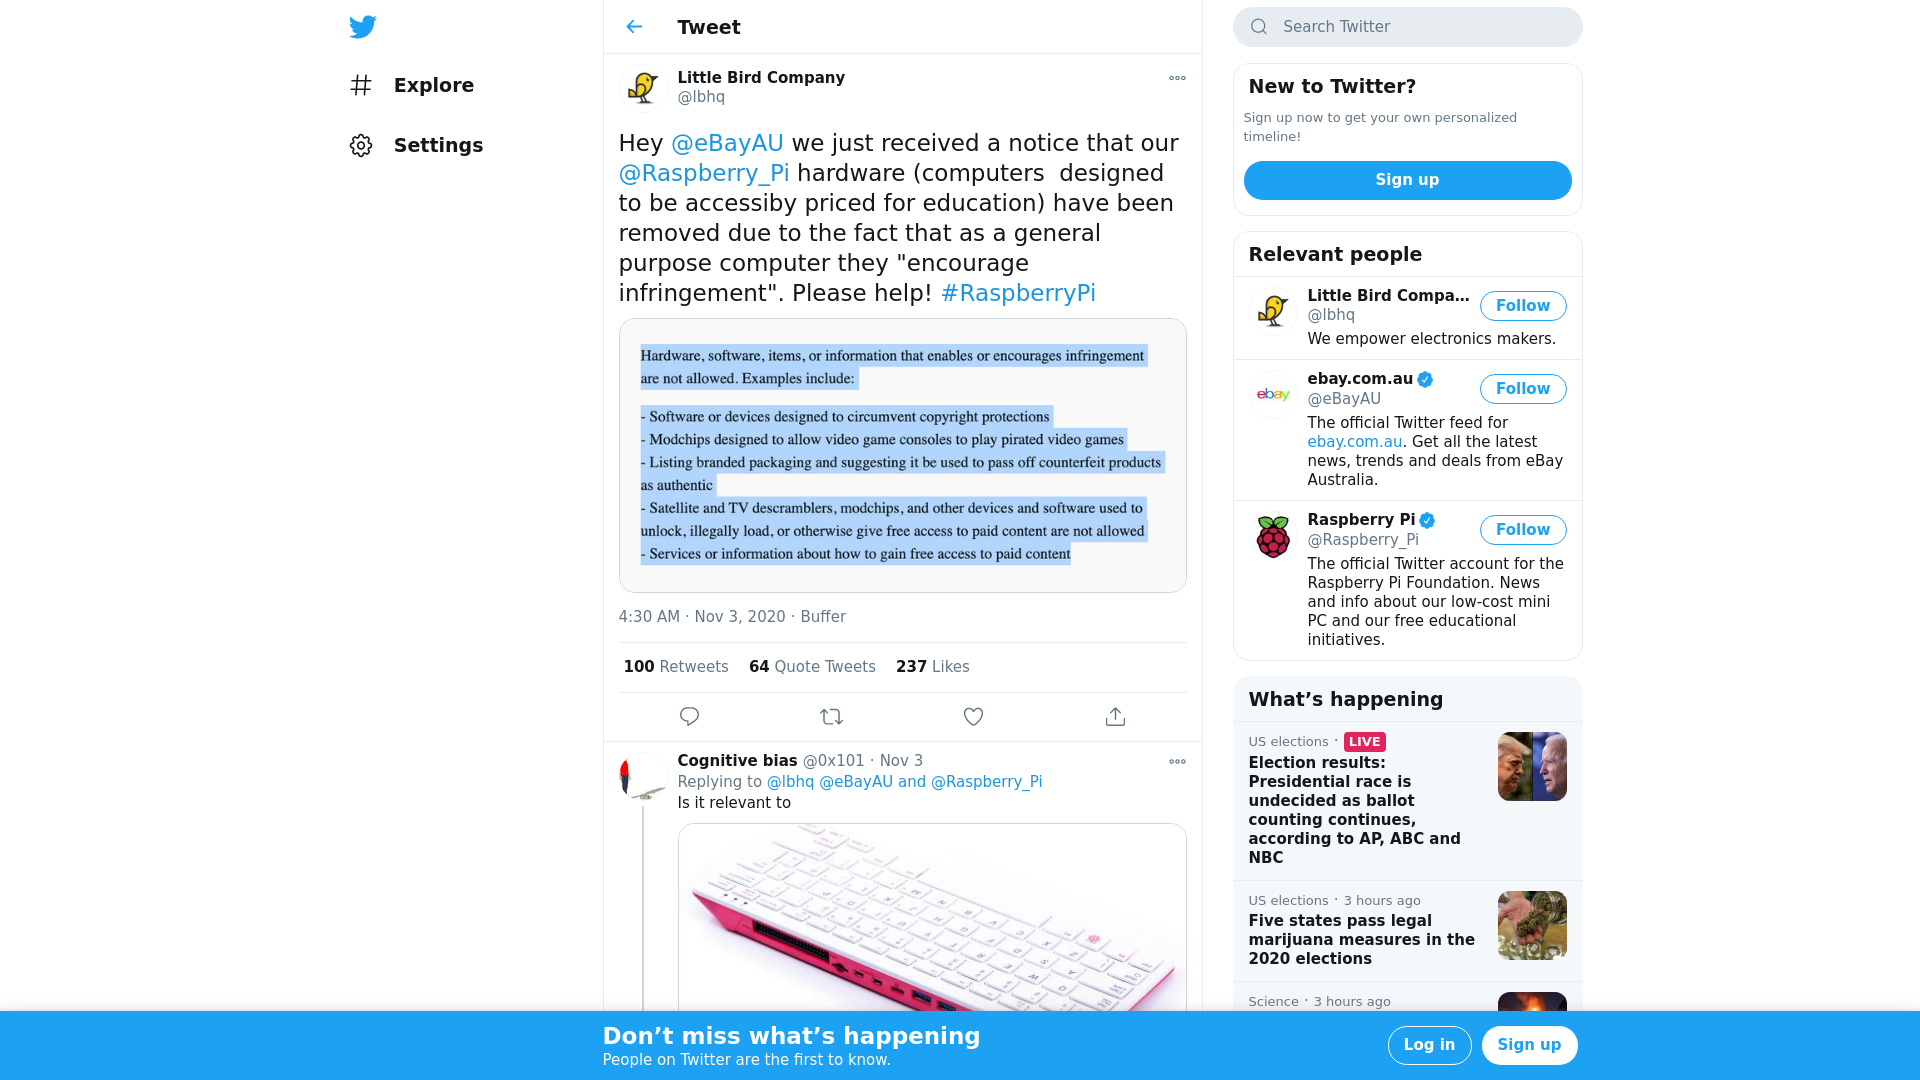 Explore
Settings
Tweet
Little Bird Company
@lbhq
Hey @eBayAU we just received a notice that our
@Raspberry_Pi hardware (computers  designed
to be accessiby priced for education) have been
removed due to the fact that as a general
purpose computer they "encourage
infringement". Please help! #RaspberryPi
Hardware, software, items, or information that enables or encourages infringement
are not allowed. Examples include:
- Software or devices designed to circumvent copyright protections
- Modchips designed to allow video game consoles to play pirated video games
- Listing branded packaging and suggesting it be used to pass off counterfeit products
as authentic
- Satellite and TV descramblers, modchips, and other devices and software used to
unlock, illegally load, or otherwise give free access to paid content are not allowed
- Services or information about how to gain free access to paid content
4:30 AM · Nov 3, 2020 · Buffer
100 Retweets 64 Quote Tweets 237 Likes
Cognitive bias @0x101 · Nov 3
Replying to @lbhq @eBayAU and @Raspberry_Pi
Is it relevant to
Search Twitter
New to Twitter?
Sign up now to get your own personalized
timeline!
Sign up
Relevant people
Little Bird Compa...
@lbhq
Follow
We empower electronics makers.
ebay
ebay.com.au
@eBayAU
Follow
The official Twitter feed for
ebay.com.au. Get all the latest
news, trends and deals from eBay
Australia.
Raspberry Pi
@Raspberry_Pi
Follow
The official Twitter account for the
Raspberry Pi Foundation. News
and info about our low-cost mini
PC and our free educational
initiatives.
What’s happening
US elections · LIVE
Election results:
Presidential race is
undecided as ballot
counting continues,
according to AP, ABC and
NBC
US elections · 3 hours ago
Five states pass legal
marijuana measures in the
2020 elections
Science · 3 hours ago
Don’t miss what’s happening
People on Twitter are the first to know.
Log in
Sign up